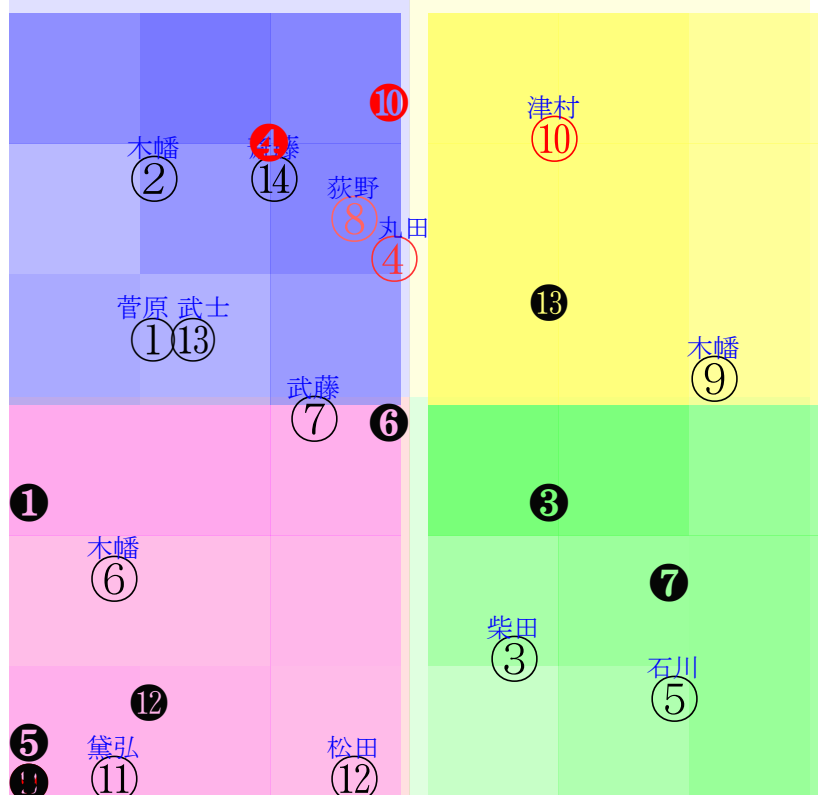 ❿
津村
⑩
❹
木幡
②
⑭
荻野
⑧
丸田
④
⓭
菅原 武士
① ⑬
木幡
⑨
武藤
⑦
❻
❶
❸
木幡
⑥
❼
柴田
③
石川
⑤
⓬
❺
黛弘
⑪
松田
⑫